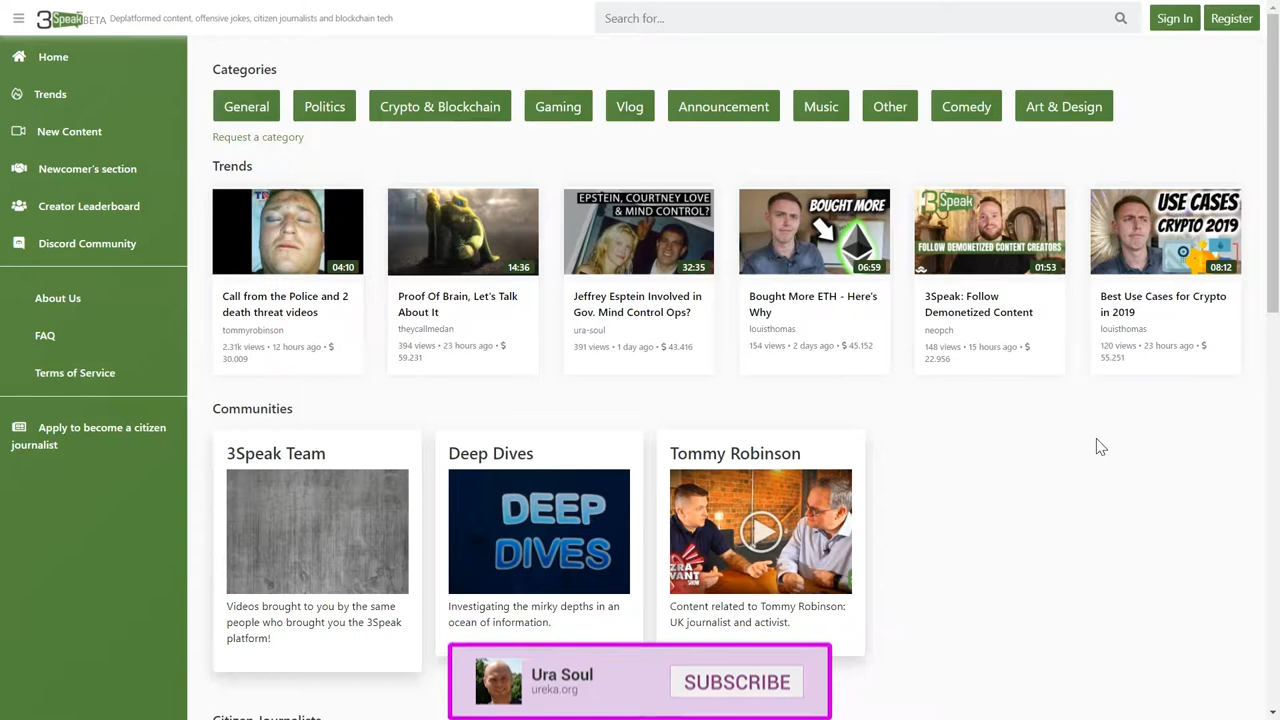 3Speak BETA Deplatformed content, offensive jokes, citizen journalists and blockchain tech
Search for...
Sign In
Register
Home
Trends
New Content
Newcomer's section
Creator Leaderboard
Discord Community
About Us
FAQ
Terms of Service
Apply to become a citizen
journalist
Categories
General
Politics
Crypto & Blockchain
Gaming
Vlog
Announcement
Music
Other
Comedy
Art & Design
Request a category
Trends
04:10
Call from the Police and 2
death threat videos
tommyrobinson
2.31k views • 12 hours ago • $
30.009
14:36
Proof Of Brain, Let's Talk
About It
theycallmedan
394 views • 23 hours ago • $
59.231
EPSTEIN, COURTNEY LOVE
& MIND CONTROL?
32:35
Jeffrey Esptein Involved in
Gov. Mind Control Ops?
ura-soul
391 views • 1 day ago • $ 43.416
BOUGHT MORE
06:59
Bought More ETH - Here's
Why
louisthomas
154 views • 2 days ago • $ 45.152
3Speak
FOLLOW DEMONETIZED CONTENT CREATORS
01:53
3Speak: Follow
Demonetized Content
neopch
148 views • 15 hours ago • $
22.956
USE CASES
CRYPTO 2019
08:12
Best Use Cases for Crypto
in 2019
louisthomas
120 views • 23 hours ago • $
55.251
Communities
3Speak Team
Videos brought to you by the same
people who brought you the 3Speak
platform!
Deep Dives
DEEP
DIVES
Investigating the mirky depths in an
ocean of information.
Tommy Robinson
Content related to Tommy Robinson:
UK journalist and activist.
Ura Soul
ureka.org
SUBSCRIBE
Citizen Journalists